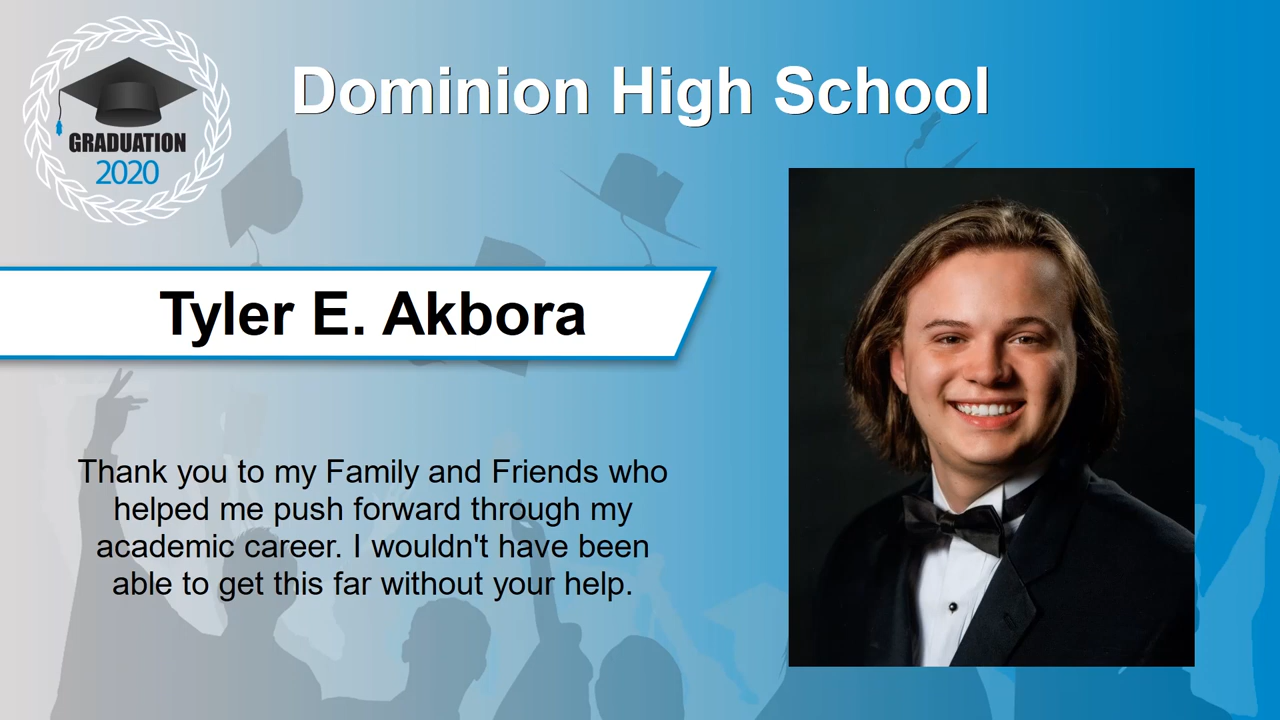 Dominion High School
GRADUATION
2020
Tyler E. Akbora
Thank you to my Family and Friends who
helped me push forward through my
academic career. I wouldn't have been
able to get this far without your help.